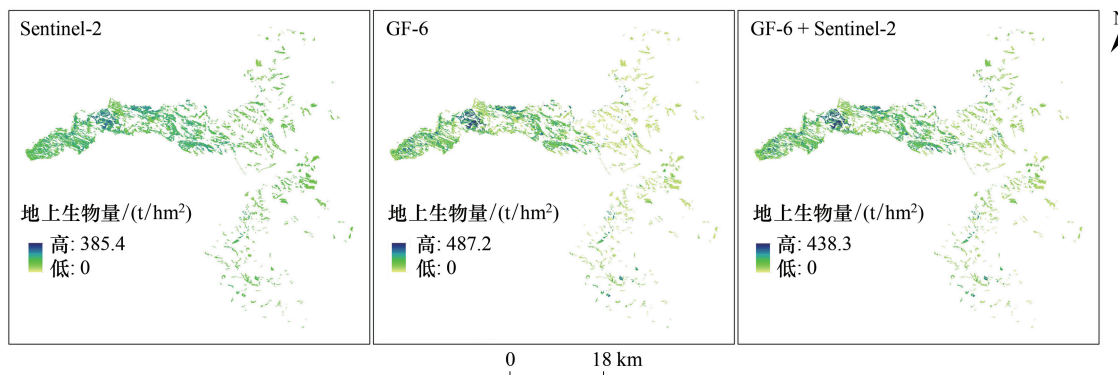 Sentinel-2
地上生物量/(t/hm²)
高: 385.4
低: 0
GF-6
地上生物量/(t/hm²)
高: 487.2
低: 0
GF-6 + Sentinel-2
地上生物量/(t/hm²)
高: 438.3
低: 0
0 18 km